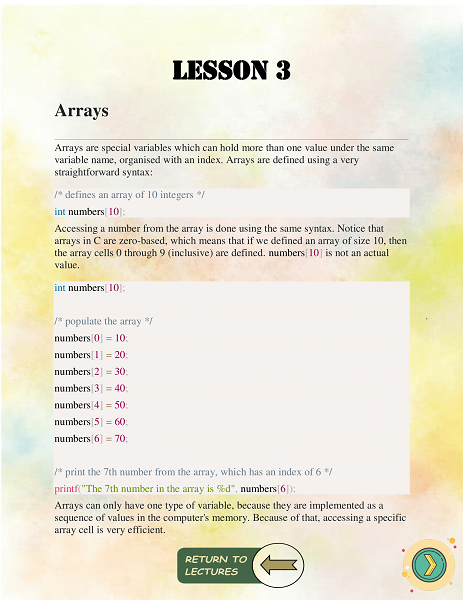 LESSON 3
Arrays
Arrays are special variables which can hold more than one value under the same
variable name, organised with an index. Arrays are defined using a very
straightforward syntax:
/* defines an array of 10 integers */
int numbers[10];
Accessing a number from the array is done using the same syntax. Notice that
arrays in C are zero-based, which means that if we defined an array of size 10, then
the array cells 0 through 9 (inclusive) are defined. numbers[10] is not an actual
value.
int numbers[10];
/* populate the array */
numbers[0] = 10;
numbers[1] = 20;
numbers[2] = 30;
numbers[3] = 40;
numbers[4] = 50;
numbers[5] = 60;
numbers[6] = 70;
/* print the 7th number from the array, which has an index of 6 */
printf("The 7th number in the array is %d", numbers[6]);
Arrays can only have one type of variable, because they are implemented as a
sequence of values in the computer's memory. Because of that, accessing a specific
array cell is very efficient.
RETURN TO
LECTURES